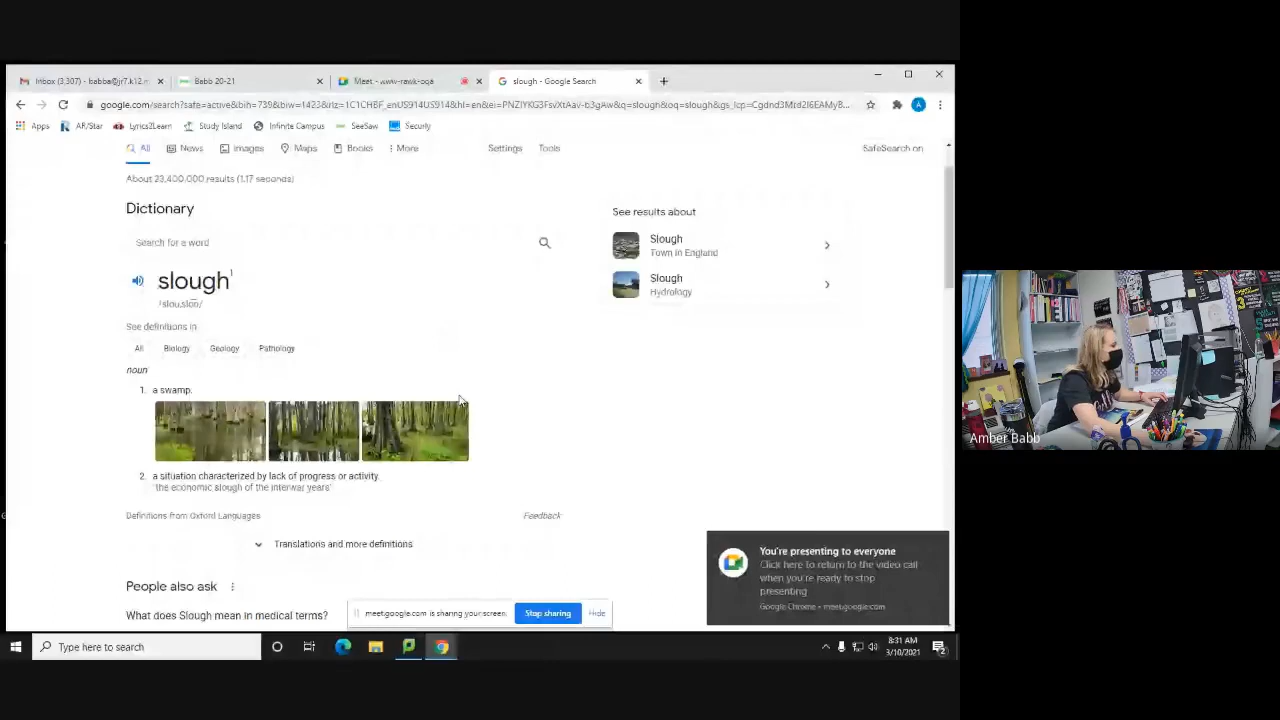 Inbox (3,307) - babba@jr7.k12.m
Babb 20-21
Meet -
slough - Google Search
Apps
AR/Star
Lyrics2Learn
Study Island
Infinite Campus
SeeSaw
Securly
All
News
Images
Maps
Books
More
Settings
Tools
SafeSearch on
About 23,400,000 results (1.17 seconds)
Dictionary
Search for a word
slough¹
See definitions in
All
Biology
Geology
Pathology
noun
1. a swamp.
2. a situation characterized by lack of progress or activity.
"the economic slough of the interwar years"
Definitions from Oxford Languages
Feedback
Translations and more definitions
People also ask
What does Slough mean in medical terms?
See results about
Slough
Town in England
Slough
Hydrology
You're presenting to everyone
Click here to return to the video call
when you're ready to stop
presenting
Google Chrome • meet.google.com
meet.google.com is sharing your screen.
Stop sharing
Hide
Type here to search
8:31 AM
3/10/2021
Amber Babb